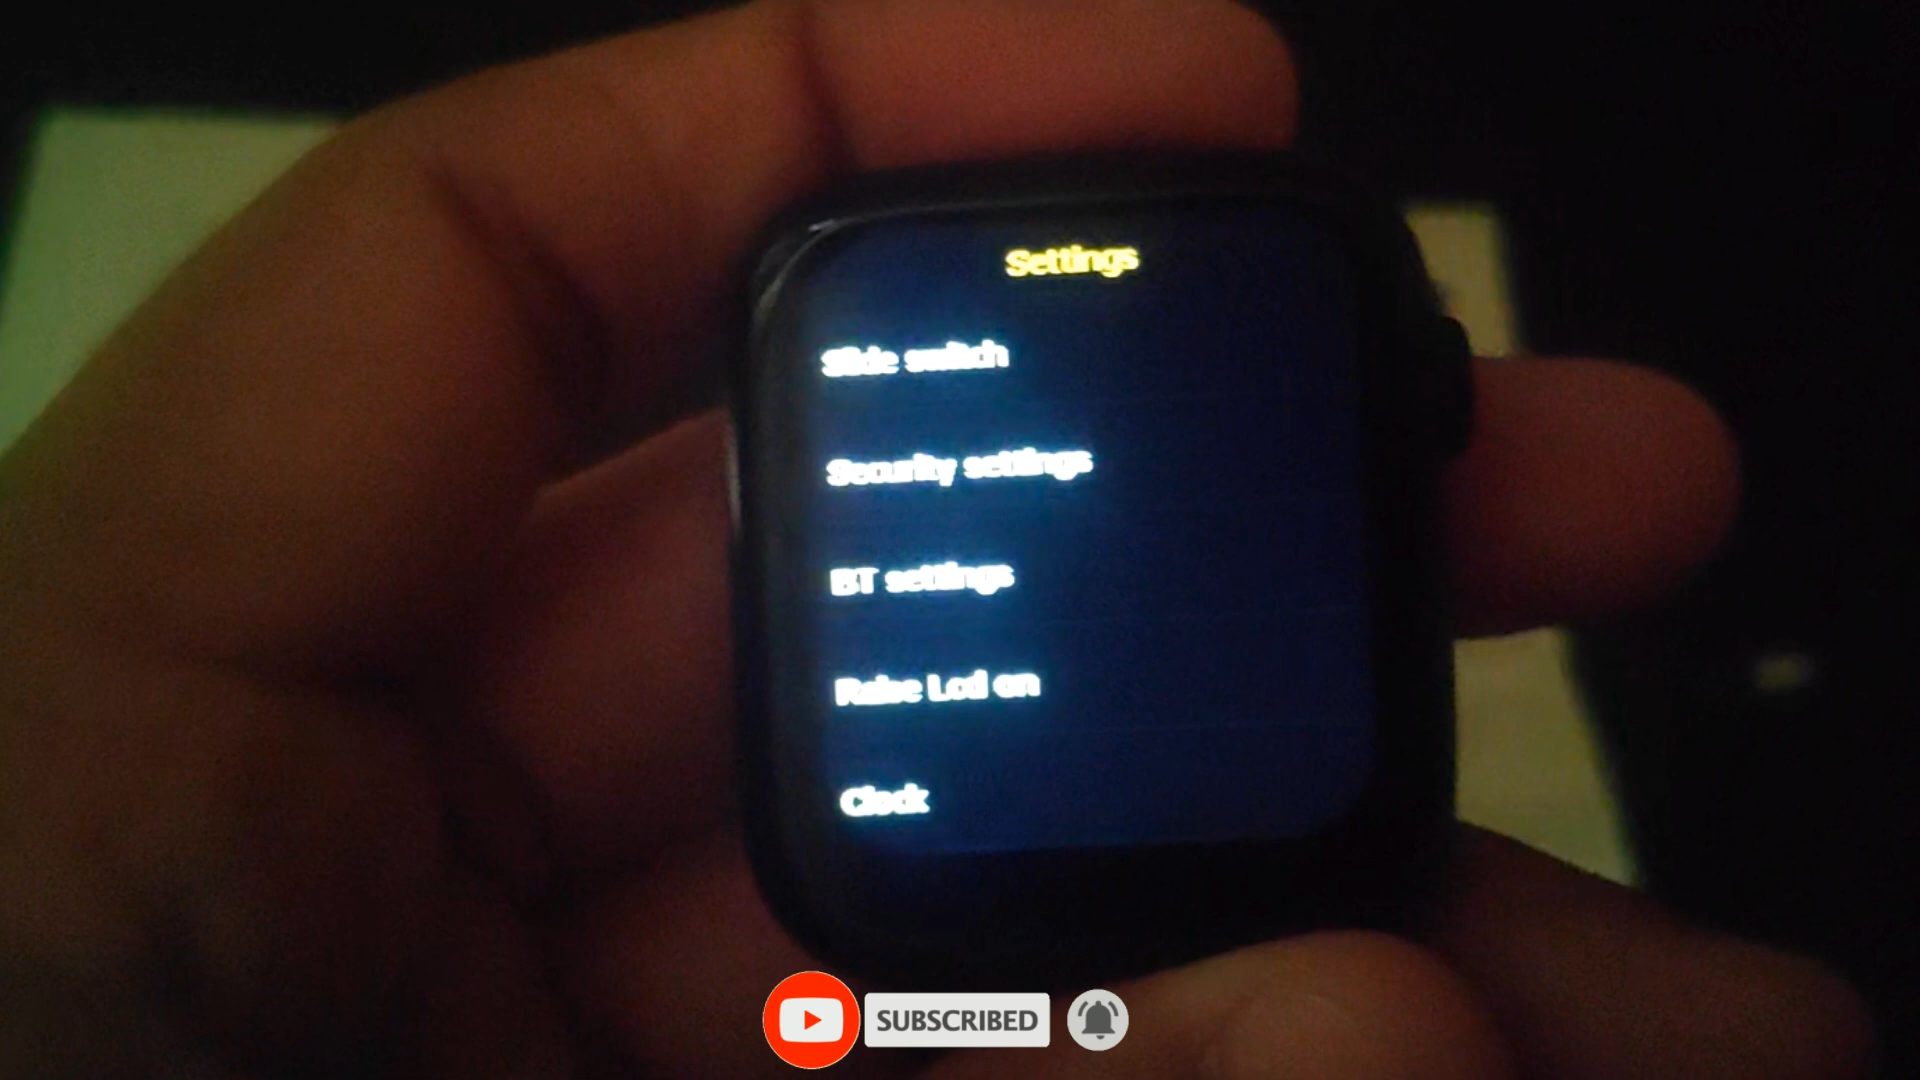 Settings
Slide switch
Security settings
BT settings
Raise Lcd on
Clock
SUBSCRIBED